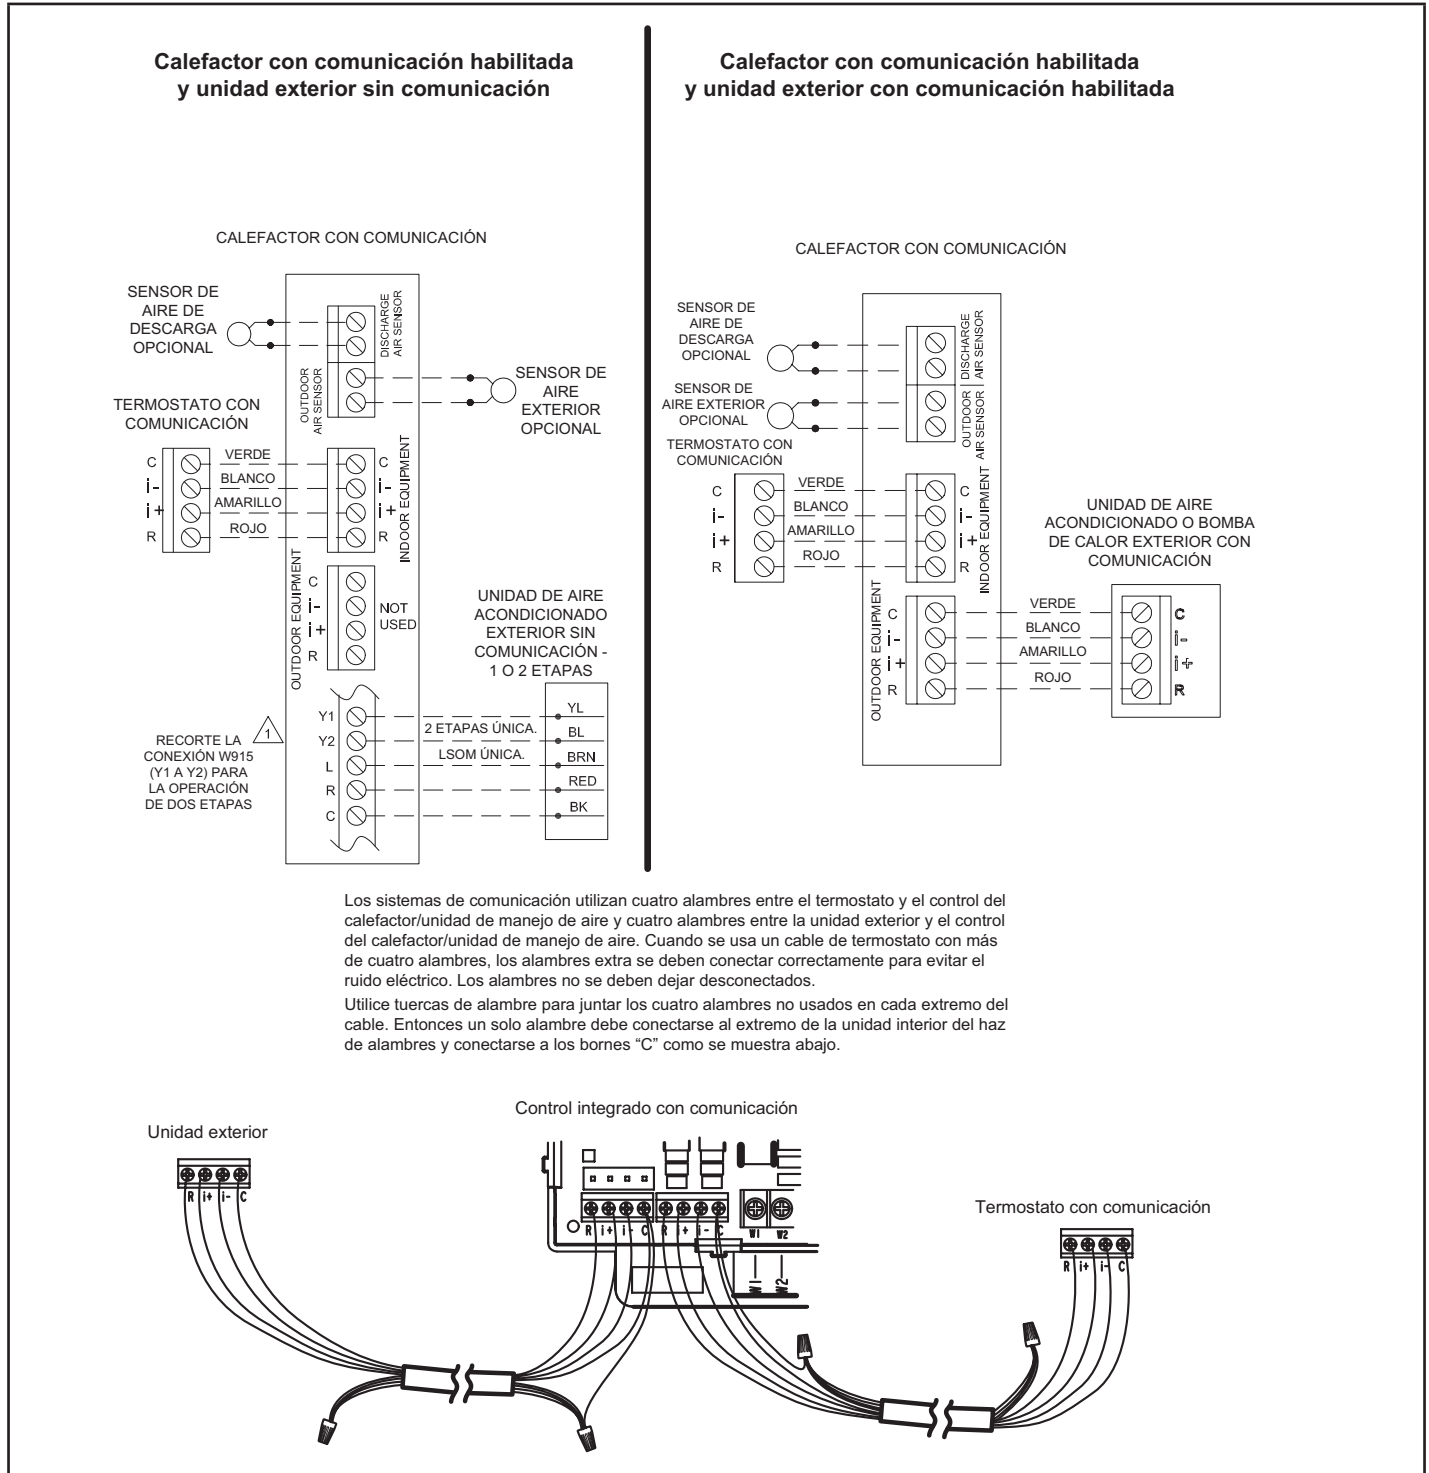 Calefactor con comunicación habilitada
y unidad exterior sin comunicación
CALEFACTOR CON COMUNICACIÓN
SENSOR DE
AIRE DE
DESCARGA
OPCIONAL
DISCHARGE
AIR SENSOR
OUTDOOR
AIR SENSOR
SENSOR DE
AIRE
EXTERIOR
OPCIONAL
TERMOSTATO CON
COMUNICACIÓN
C VERDE C
i- BLANCO i-
i+ AMARILLO i+
R ROJO R
INDOOR EQUIPMENT
OUTDOOR EQUIPMENT
C
i-
i+
R
NOT
USED
UNIDAD DE AIRE
ACONDICIONADO
EXTERIOR SIN
COMUNICACIÓN -
1 O 2 ETAPAS
RECORTE LA
CONEXIÓN W915
(Y1 A Y2) PARA
LA OPERACIÓN
DE DOS ETAPAS
1
Y1 YL
Y2 2 ETAPAS ÚNICA. BL
L LSOM ÚNICA. BRN
R RED
C BK
Calefactor con comunicación habilitada
y unidad exterior con comunicación habilitada
CALEFACTOR CON COMUNICACIÓN
SENSOR DE
AIRE DE
DESCARGA
OPCIONAL
DISCHARGE
AIR SENSOR
SENSOR DE
AIRE EXTERIOR
OPCIONAL
OUTDOOR
AIR SENSOR
TERMOSTATO CON
COMUNICACIÓN
C VERDE C
i- BLANCO i-
i+ AMARILLO i+
R ROJO R
INDOOR EQUIPMENT
UNIDAD DE AIRE
ACONDICIONADO O BOMBA
DE CALOR EXTERIOR CON
COMUNICACIÓN
OUTDOOR EQUIPMENT
C VERDE C
i- BLANCO i-
i+ AMARILLO i+
R ROJO R
Los sistemas de comunicación utilizan cuatro alambres entre el termostato y el control del
calefactor/unidad de manejo de aire y cuatro alambres entre la unidad exterior y el control
del calefactor/unidad de manejo de aire. Cuando se usa un cable de termostato con más
de cuatro alambres, los alambres extra se deben conectar correctamente para evitar el
ruido eléctrico. Los alambres no se deben dejar desconectados.
Utilice tuercas de alambre para juntar los cuatro alambres no usados en cada extremo del
cable. Entonces un solo alambre debe conectarse al extremo de la unidad interior del haz
de alambres y conectarse a los bornes “C” como se muestra abajo.
Unidad exterior
R i+ i- C
Control integrado con comunicación
R i+ i- C R i+ i- C W1 W2
W1 W2
Termostato con comunicación
R i+ i- C